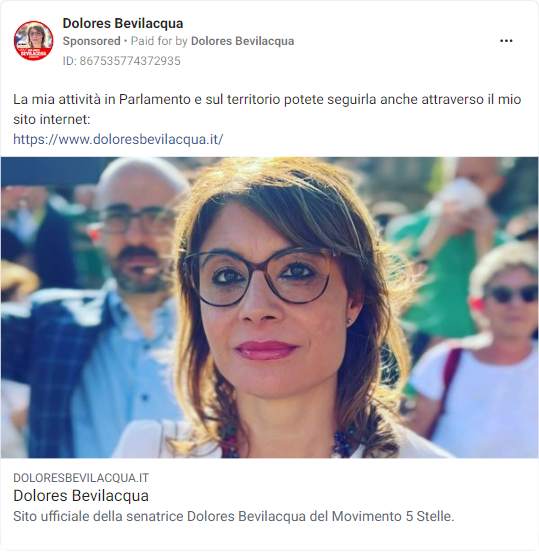 Dolores Bevilacqua
Sponsored • Paid for by Dolores Bevilacqua
ID: 867535774372935
La mia attività in Parlamento e sul territorio potete seguirla anche attraverso il mio
sito internet:
https://www.doloresbevilacqua.it/
DOLORESBEVILACQUA.IT
Dolores Bevilacqua
Sito ufficiale della senatrice Dolores Bevilacqua del Movimento 5 Stelle.